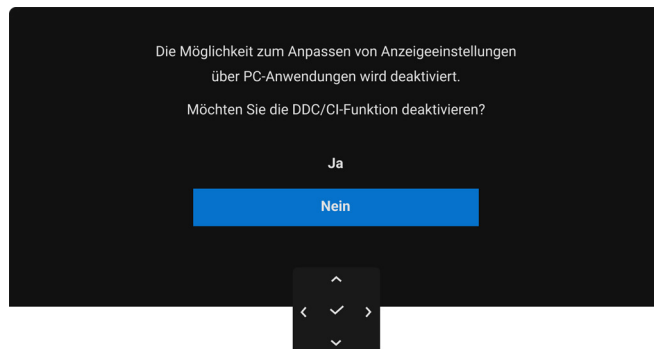 Die Möglichkeit zum Anpassen von Anzeigeeinstellungen
über PC-Anwendungen wird deaktiviert.
Möchten Sie die DDC/CI-Funktion deaktivieren?
Ja
Nein